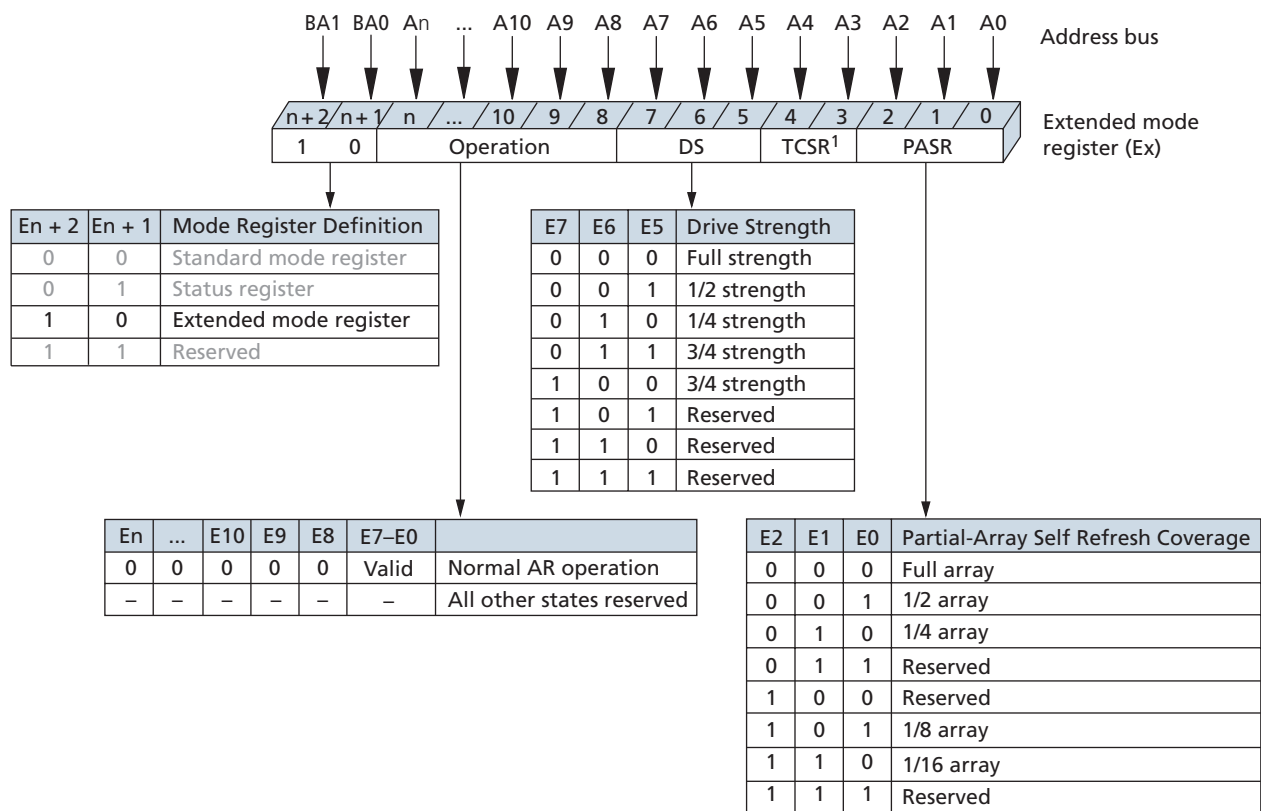 BA1 BA0 An ... A10 A9 A8 A7 A6 A5 A4 A3 A2 A1 A0
Address bus
n + 2 n + 1 n ... 10 9 8 7 6 5 4 3 2 1 0
Extended mode
register (Ex)
1 0 Operation DS TCSR1 PASR
En + 2 En + 1 Mode Register Definition
0 0 Standard mode register
0 1 Status register
1 0 Extended mode register
1 1 Reserved
E7 E6 E5 Drive Strength
0 0 0 Full strength
0 0 1 1/2 strength
0 1 0 1/4 strength
0 1 1 3/4 strength
1 0 0 3/4 strength
1 0 1 Reserved
1 1 0 Reserved
1 1 1 Reserved
En ... E10 E9 E8 E7–E0
0 0 0 0 0 Valid Normal AR operation
– – – – – – All other states reserved
E2 E1 E0 Partial-Array Self Refresh Coverage
0 0 0 Full array
0 0 1 1/2 array
0 1 0 1/4 array
0 1 1 Reserved
1 0 0 Reserved
1 0 1 1/8 array
1 1 0 1/16 array
1 1 1 Reserved